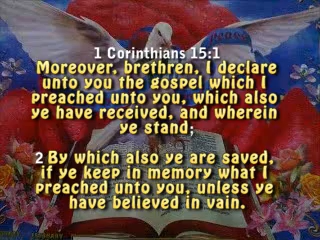 1 Corinthians 15:1
Moreover, brethren, I declare
unto you the gospel which I
preached unto you, which also
ye have received, and wherein
ye stand;
2 By which also ye are saved,
if ye keep in memory what I
preached unto you, unless ye
have believed in vain.